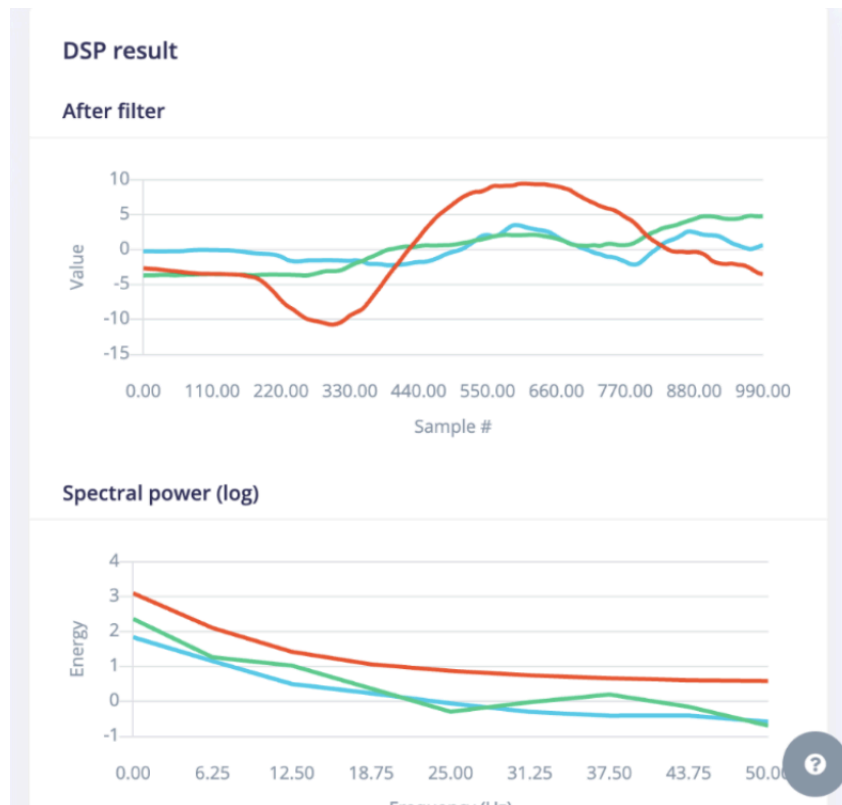 DSP result
After filter
10
5
0
-5
-10
-15
Value
0.00 110.00 220.00 330.00 440.00 550.00 660.00 770.00 880.00 990.00
Sample #
Spectral power (log)
4
3
2
1
0
-1
Energy
0.00 6.25 12.50 18.75 25.00 31.25 37.50 43.75 50.0
?
Frequency (Hz)